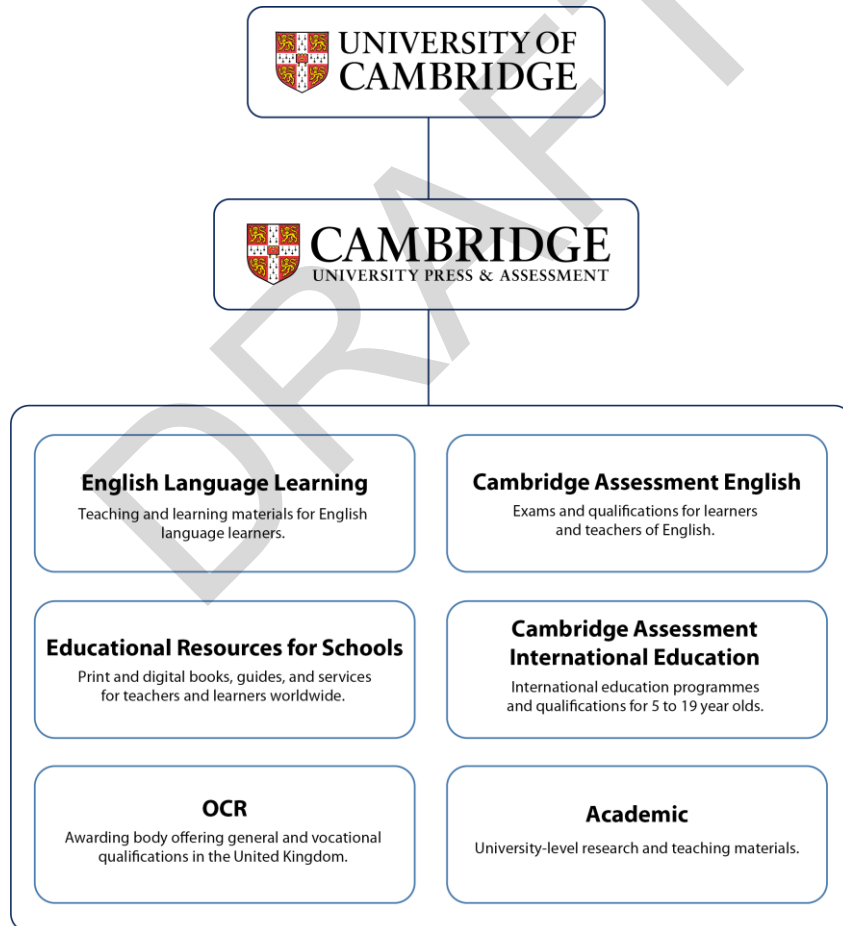 UNIVERSITY OF
CAMBRIDGE
CAMBRIDGE
UNIVERSITY PRESS & ASSESSMENT
English Language Learning
Teaching and learning materials for English
language learners.
Cambridge Assessment English
Exams and qualifications for learners
and teachers of English.
Educational Resources for Schools
Print and digital books, guides, and services
for teachers and learners worldwide.
Cambridge Assessment
International Education
International education programmes
and qualifications for 5 to 19 year olds.
OCR
Awarding body offering general and vocational
qualifications in the United Kingdom.
Academic
University-level research and teaching materials.
DRAFT